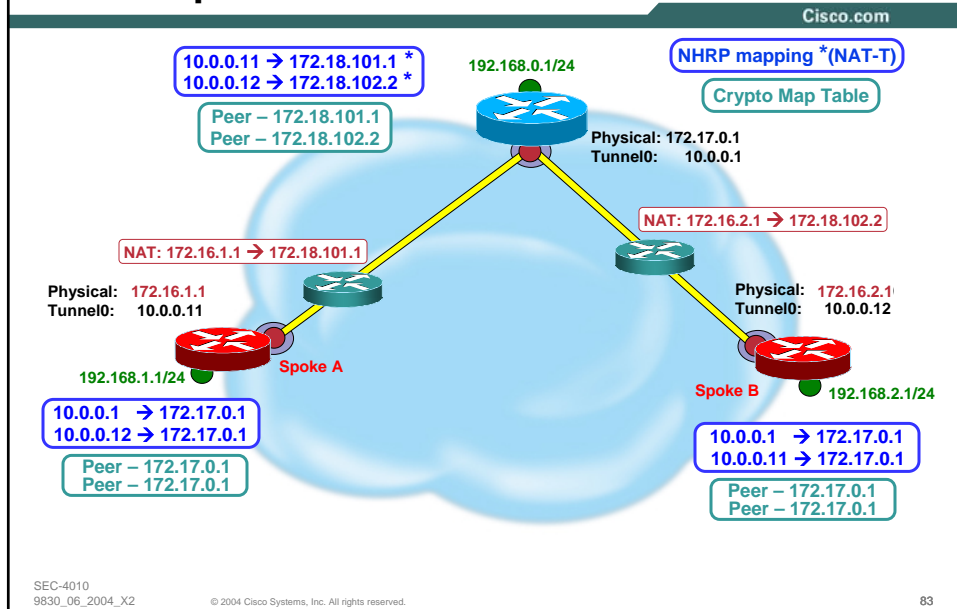 Cisco.com
10.0.0.11 → 172.18.101.1 *
10.0.0.12 → 172.18.102.2 *
Peer – 172.18.101.1
Peer – 172.18.102.2
192.168.0.1/24
NHRP mapping *(NAT-T)
Crypto Map Table
Physical: 172.17.0.1
Tunnel0: 10.0.0.1
NAT: 172.16.2.1 → 172.18.102.2
NAT: 172.16.1.1 → 172.18.101.1
Physical: 172.16.1.1
Tunnel0: 10.0.0.11
Physical: 172.16.2.1
Tunnel0: 10.0.0.12
Spoke A
192.168.1.1/24
Spoke B
192.168.2.1/24
10.0.0.1 → 172.17.0.1
10.0.0.12 → 172.17.0.1
Peer – 172.17.0.1
Peer – 172.17.0.1
10.0.0.1 → 172.17.0.1
10.0.0.11 → 172.17.0.1
Peer – 172.17.0.1
Peer – 172.17.0.1
SEC-4010
9830_06_2004_X2
© 2004 Cisco Systems, Inc. All rights reserved.
83